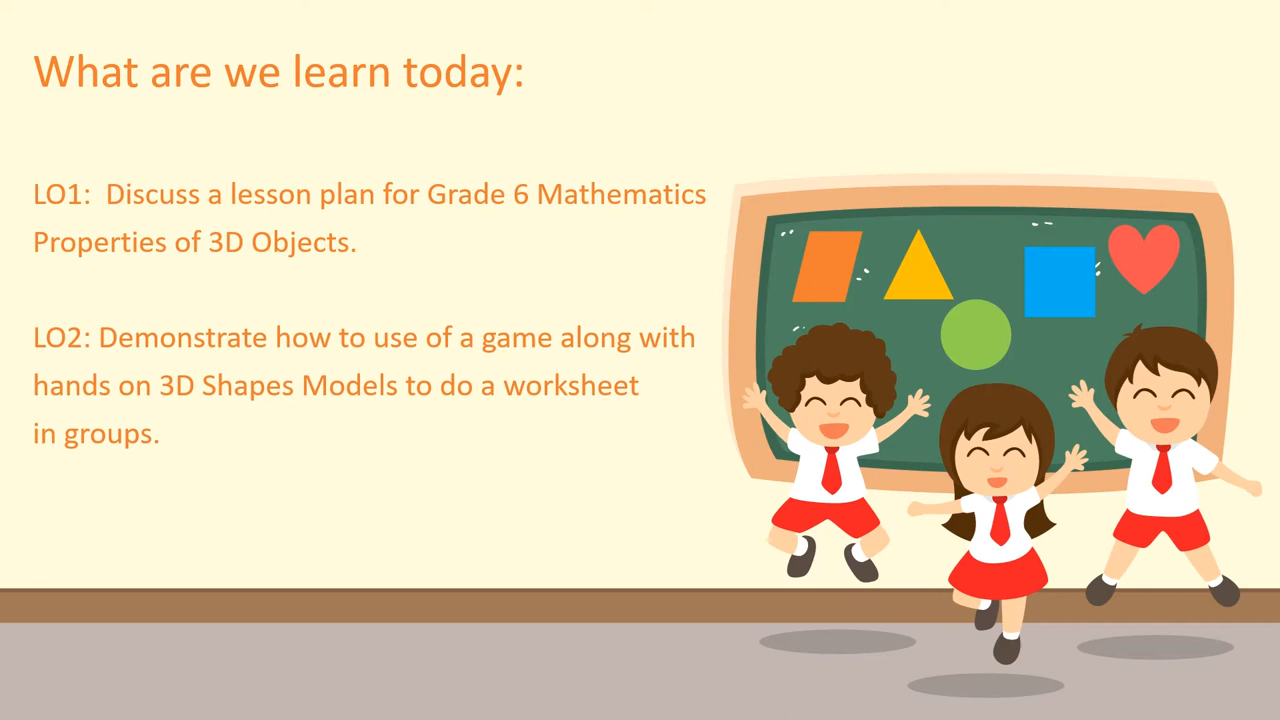 What are we learn today:
LO1:  Discuss a lesson plan for Grade 6 Mathematics
Properties of 3D Objects.
LO2: Demonstrate how to use of a game along with
hands on 3D Shapes Models to do a worksheet
in groups.